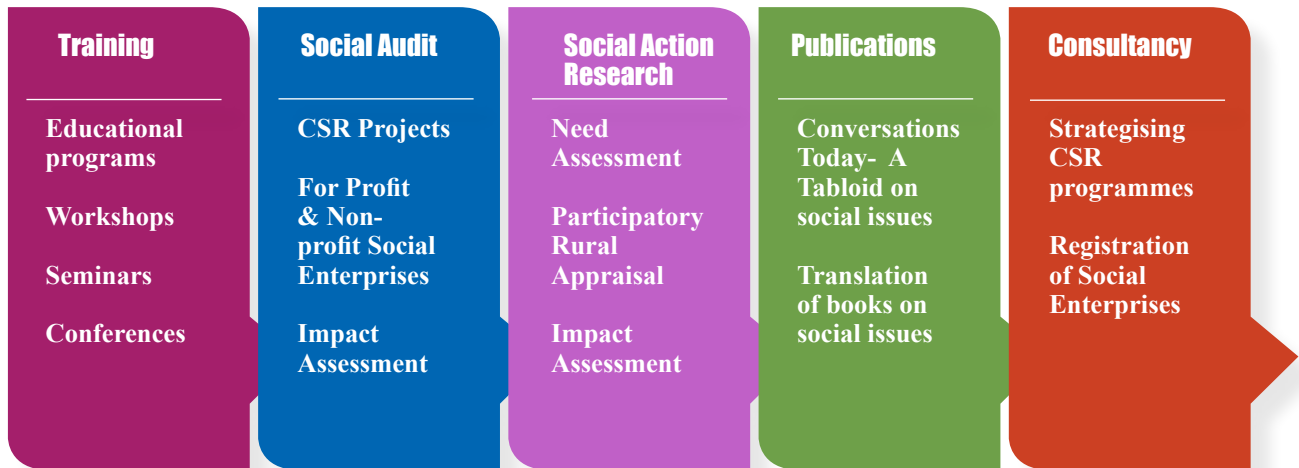 Training
Educational
programs
Workshops
Seminars
Conferences
Social Audit
CSR Projects
For Profit
& Non-
profit Social
Enterprises
Impact
Assessment
Social Action
Research
Need
Assessment
Participatory
Rural
Appraisal
Impact
Assessment
Publications
Conversations
Today- A
Tabloid on
social issues
Translation
of books on
social issues
Consultancy
Strategising
CSR
programmes
Registration
of Social
Enterprises